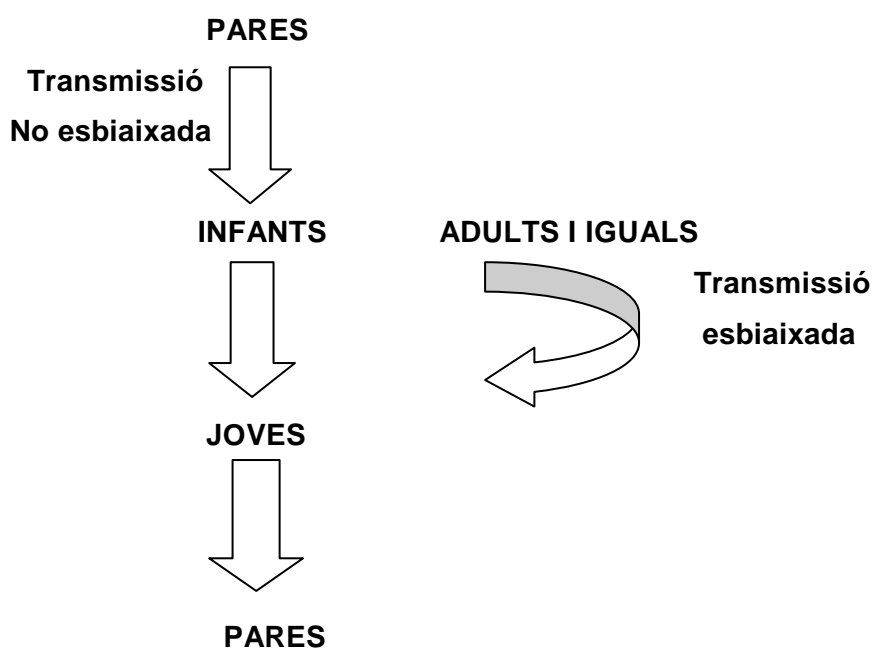 PARES
Transmissió
No esbiaixada
INFANTS
ADULTS I IGUALS
Transmissió
esbiaixada
JOVES
PARES